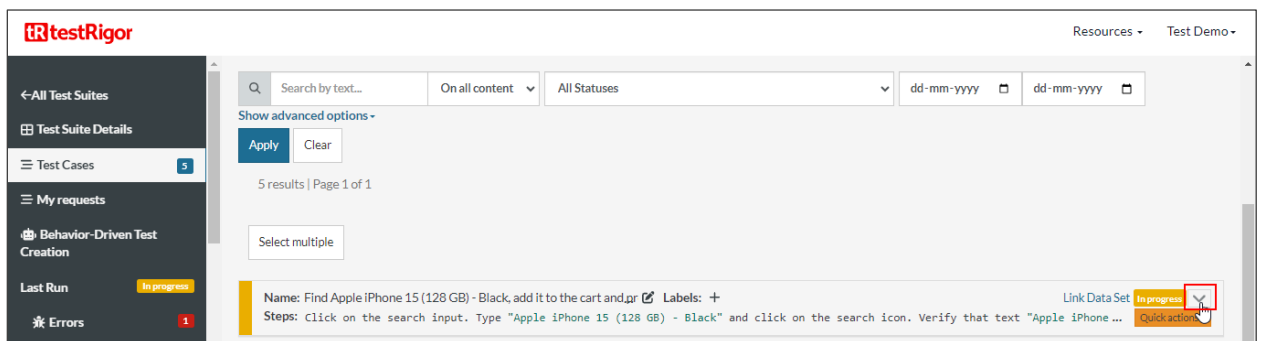 tR testRigor
Resources
Test Demo
All Test Suites
Test Suite Details
Test Cases 5
My requests
Behavior-Driven Test
Creation
Last Run In progress
Errors 1
Search by text... On all content All Statuses dd-mm-yyyy dd-mm-yyyy
Show advanced options
Apply Clear
5 results | Page 1 of 1
Select multiple
Name: Find Apple iPhone 15 (128 GB) - Black, add it to the cart and Labels: + Link Data Set In progress
Steps: Click on the search input. Type "Apple iPhone 15 (128 GB) - Black" and click on the search icon. Verify that text "Apple iPhone ... Quick actions